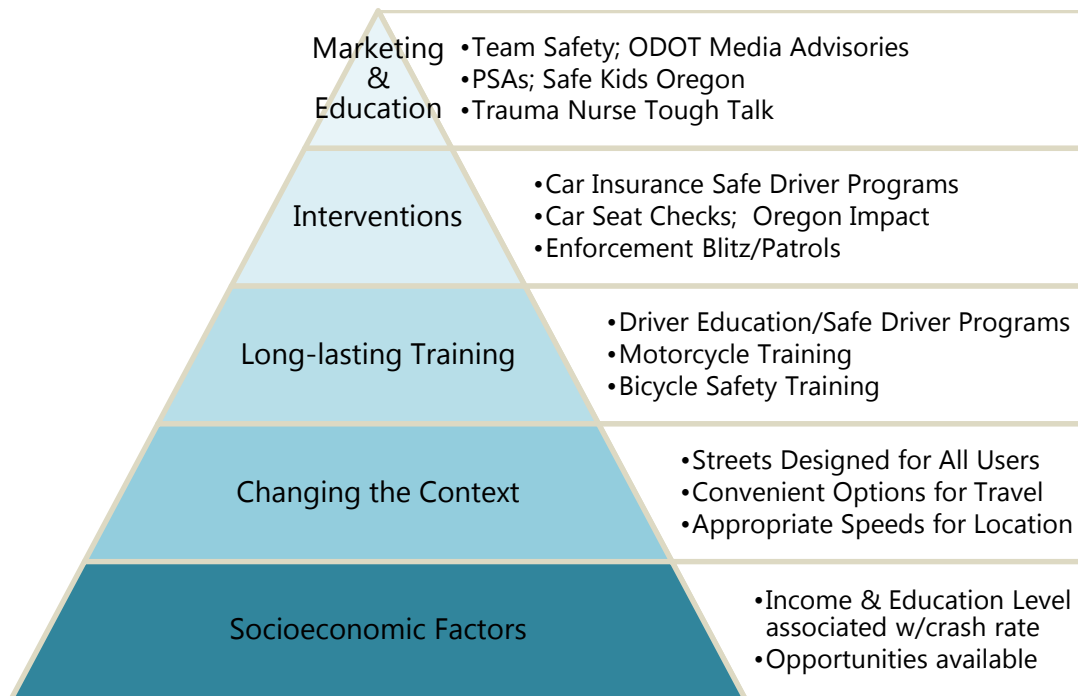 Marketing
&
Education
•Team Safety; ODOT Media Advisories
•PSAs; Safe Kids Oregon
•Trauma Nurse Tough Talk
Interventions
•Car Insurance Safe Driver Programs
•Car Seat Checks;  Oregon Impact
•Enforcement Blitz/Patrols
Long-lasting Training
•Driver Education/Safe Driver Programs
•Motorcycle Training
•Bicycle Safety Training
Changing the Context
•Streets Designed for All Users
•Convenient Options for Travel
•Appropriate Speeds for Location
Socioeconomic Factors
•Income & Education Level
associated w/crash rate
•Opportunities available